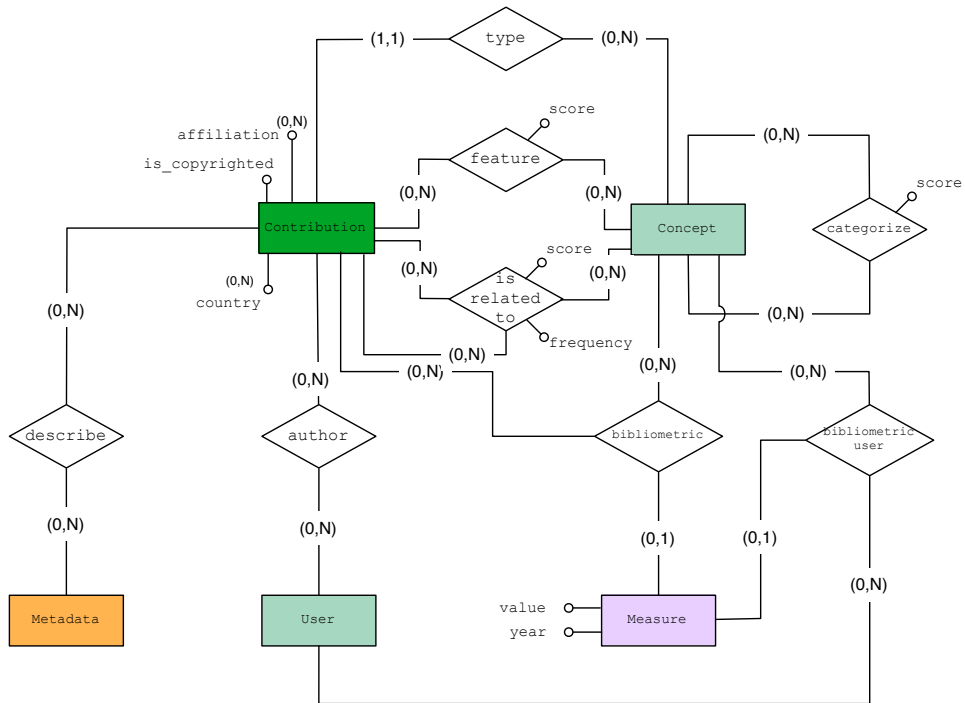 (1,1)
type
(0,N)
score
(0,N)
affiliation
is_copyrighted
feature
(0,N)
(0,N)
(0,N)
score
Contribution
Concept
categorize
score
(0,N)
(0,N)
(0,N)
is
related
to
(0,N)
country
(0,N)
frequency
(0,N)
(0,N)
(0,N)
(0,N)
(0,N)
describe
author
bibliometric
bibliometric
user
(0,N)
(0,N)
(0,1)
(0,1)
(0,N)
value
year
Metadata
User
Measure